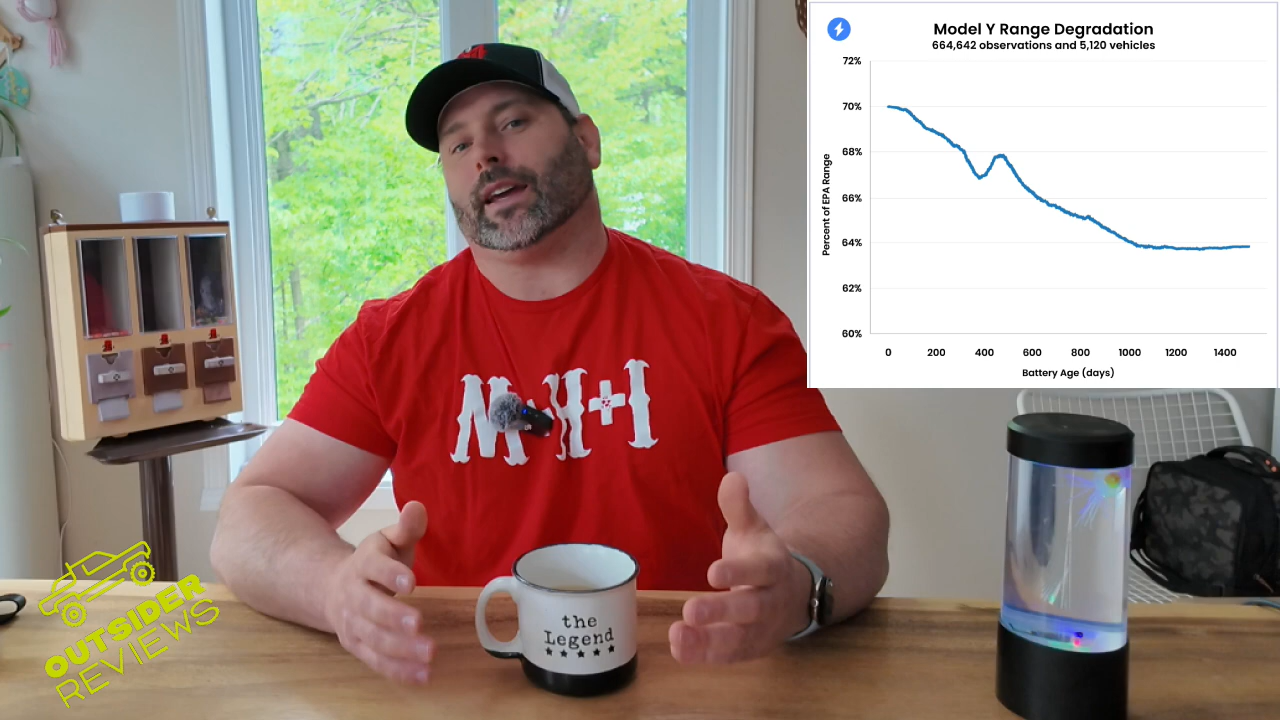 Model Y Range Degradation
664,642 observations and 5,120 vehicles
Percent of EPA Range
72%
70%
68%
66%
64%
62%
60%
0 200 400 600 800 1000 1200 1400
Battery Age (days)
the
Legend
OUTSIDER
REVIEWS